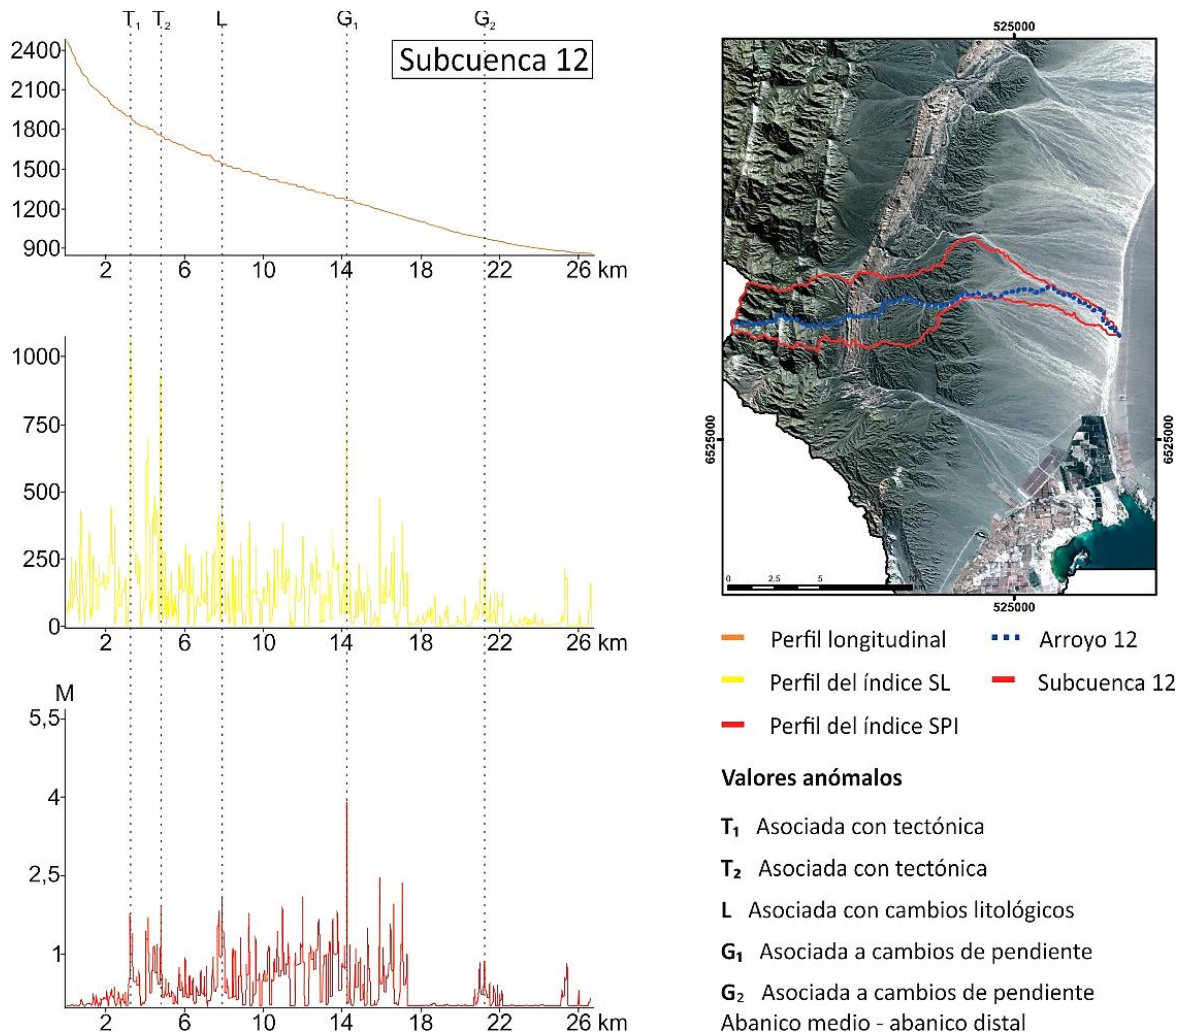 T₁ T₂ L G₁ G₂
Subcuenca 12
2400
2100
1800
1500
1200
900
2 6 10 14 18 22 26 km
1000
750
500
250
0
2 6 10 14 18 22 26 km
M
5,5
4
2,5
1
2 6 10 14 18 22 26 km
525000
6525000
6525000
0 2,5 5 10
525000
Perfil longitudinal
Arroyo 12
Perfil del índice SL
Subcuenca 12
Perfil del índice SPI
Valores anómalos
T₁ Asociada con tectónica
T₂ Asociada con tectónica
L Asociada con cambios litológicos
G₁ Asociada a cambios de pendiente
G₂ Asociada a cambios de pendiente
Abanico medio - abanico distal